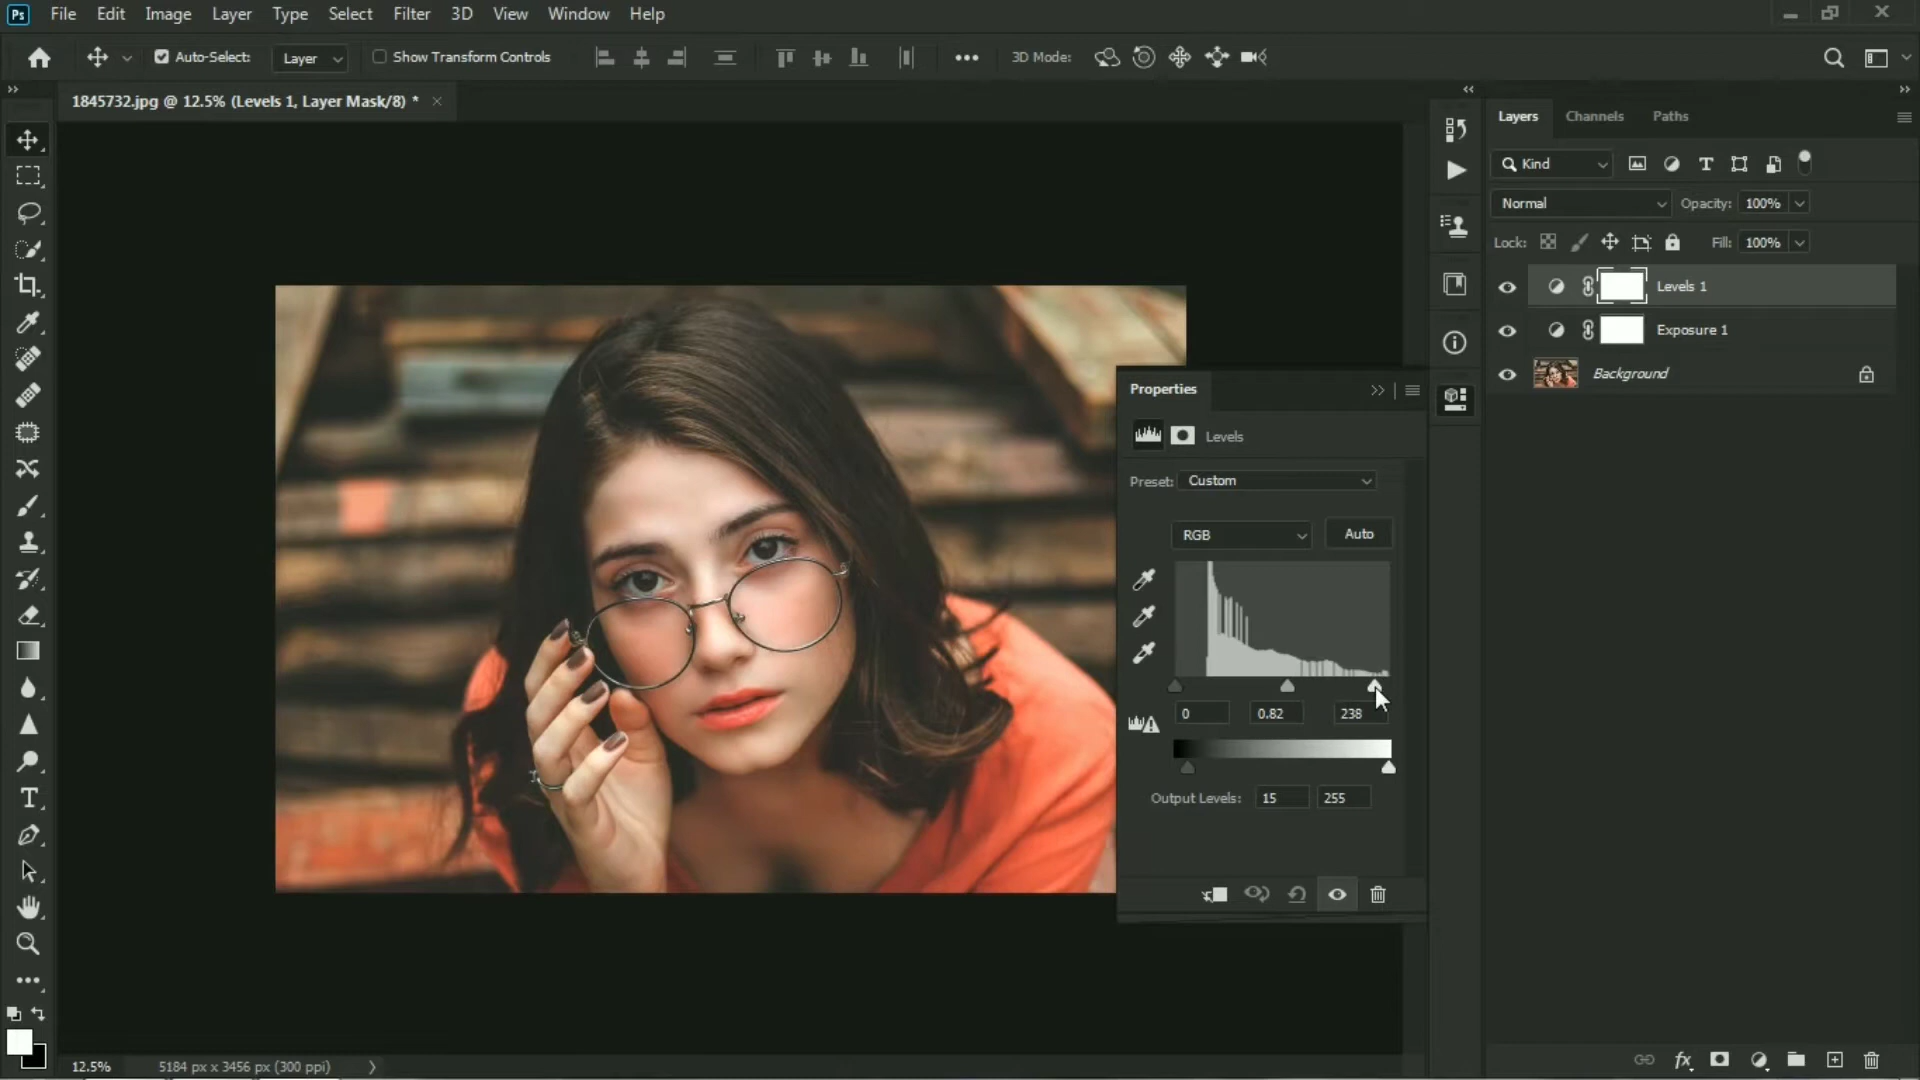 Ps File Edit Image Layer Type Select Filter 3D View Window Help
Auto-Select: Layer Show Transform Controls 3D Mode:
1845732.jpg @ 12.5% (Levels 1, Layer Mask/8) *
Layers Channels Paths
Kind
Normal Opacity: 100%
Lock: Fill: 100%
Levels 1
Exposure 1
Background
Properties
Levels
Preset: Custom
RGB Auto
0 0.82 238
Output Levels: 15 255
12.5% 5184 px x 3456 px (300 ppi)